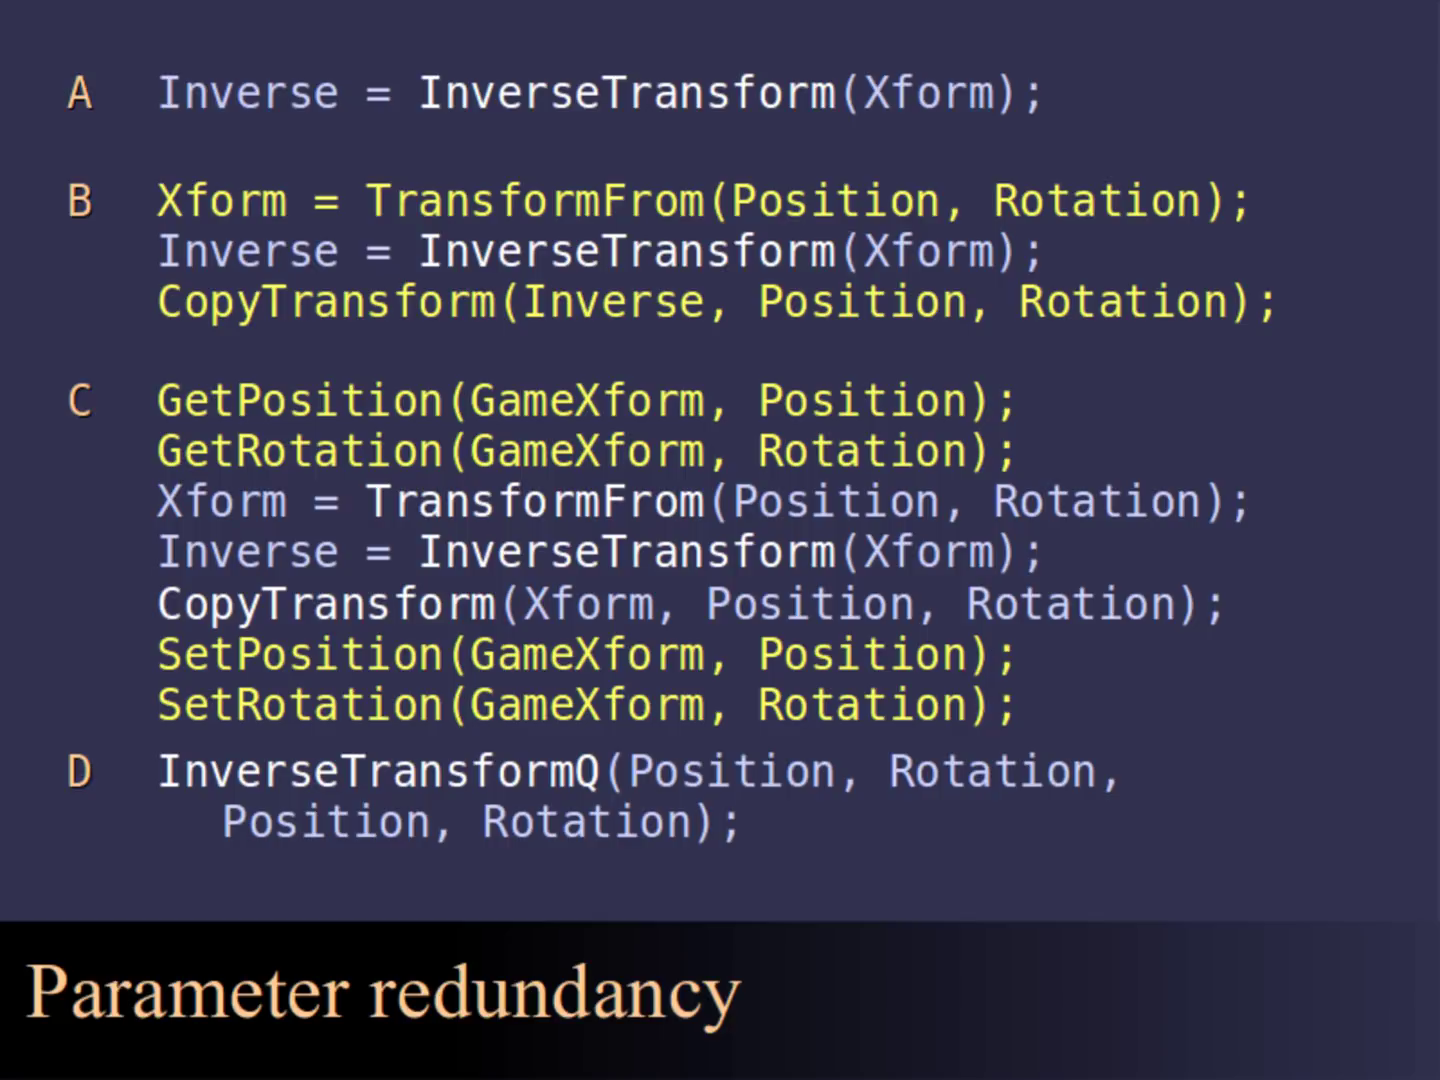 A Inverse = InverseTransform(Xform);
B Xform = TransformFrom(Position, Rotation);
Inverse = InverseTransform(Xform);
CopyTransform(Inverse, Position, Rotation);
C GetPosition(GameXform, Position);
GetRotation(GameXform, Rotation);
Xform = TransformFrom(Position, Rotation);
Inverse = InverseTransform(Xform);
CopyTransform(Xform, Position, Rotation);
SetPosition(GameXform, Position);
SetRotation(GameXform, Rotation);
D InverseTransformQ(Position, Rotation,
Position, Rotation);
Parameter redundancy